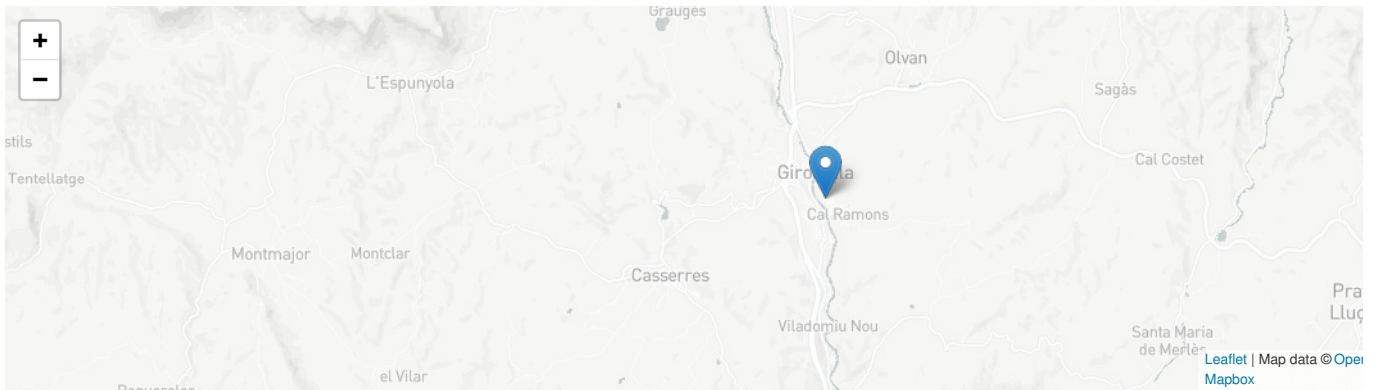 +
−
Graugés
Olvan
L'Espunyola
Sagàs
stils
Cal Costet
Tentellatge
Cal Ramons
Montmajor
Montclar
Casserres
Pra
Lluç
Viladomiu Nou
Santa Maria
de Merlès
Leaflet | Map data © Open
Mapbox
el Vilar